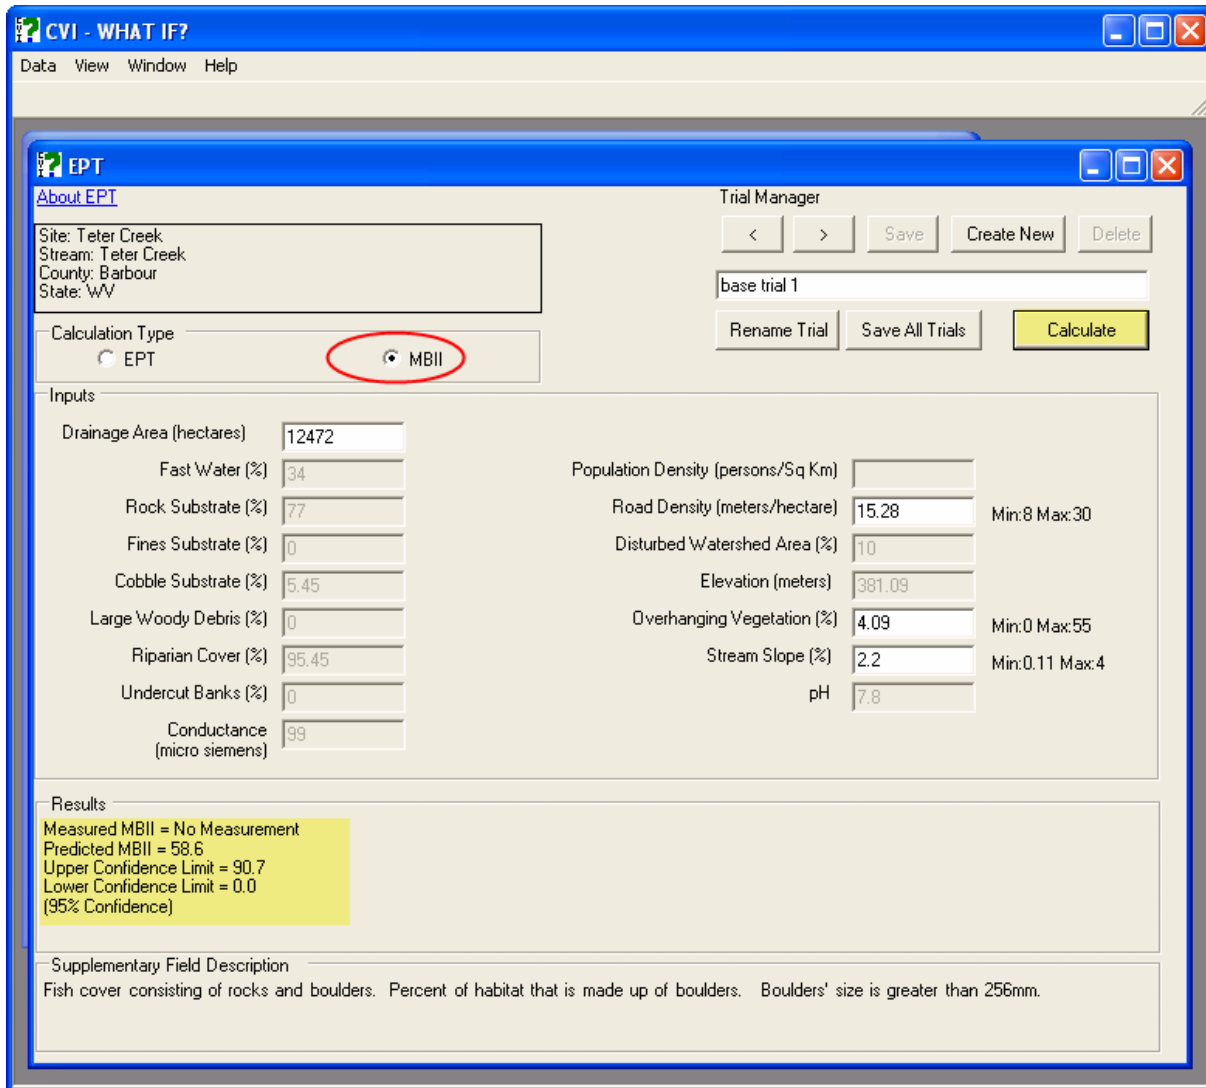 CVI - WHAT IF?
Data View Window Help
EPT
About EPT
Site: Teter Creek
Stream: Teter Creek
County: Barbour
State: WV
Trial Manager
< > Save Create New Delete
base trial 1
Rename Trial Save All Trials Calculate
Calculation Type
EPT MBII
Inputs
Drainage Area (hectares) 12472
Fast Water (%) 34
Rock Substrate (%) 77
Fines Substrate (%) 0
Cobble Substrate (%) 5.45
Large Woody Debris (%) 0
Riparian Cover (%) 95.45
Undercut Banks (%) 0
Conductance (micro siemens) 99
Population Density (persons/Sq Km)
Road Density (meters/hectare) 15.28 Min:8 Max:30
Disturbed Watershed Area (%) 10
Elevation (meters) 381.09
Overhanging Vegetation (%) 4.09 Min:0 Max:55
Stream Slope (%) 2.2 Min:0.11 Max:4
pH 7.8
Results
Measured MBII = No Measurement
Predicted MBII = 58.6
Upper Confidence Limit = 90.7
Lower Confidence Limit = 0.0
(95% Confidence)
Supplementary Field Description
Fish cover consisting of rocks and boulders. Percent of habitat that is made up of boulders. Boulders' size is greater than 256mm.